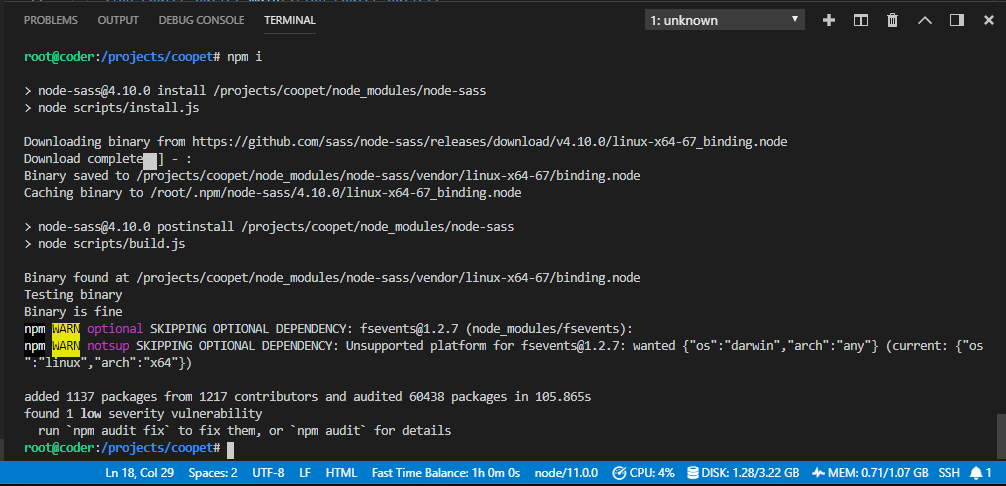 PROBLEMS OUTPUT DEBUG CONSOLE TERMINAL 1: unknown
root@coder:/projects/coopet# npm i
> node-sass@4.10.0 install /projects/coopet/node_modules/node-sass
> node scripts/install.js
Downloading binary from https://github.com/sass/node-sass/releases/download/v4.10.0/linux-x64-67_binding.node
Download complete ] - :
Binary saved to /projects/coopet/node_modules/node-sass/vendor/linux-x64-67/binding.node
Caching binary to /root/.npm/node-sass/4.10.0/linux-x64-67_binding.node
> node-sass@4.10.0 postinstall /projects/coopet/node_modules/node-sass
> node scripts/build.js
Binary found at /projects/coopet/node_modules/node-sass/vendor/linux-x64-67/binding.node
Testing binary
Binary is fine
npm WARN optional SKIPPING OPTIONAL DEPENDENCY: fsevents@1.2.7 (node_modules/fsevents):
npm WARN notsup SKIPPING OPTIONAL DEPENDENCY: Unsupported platform for fsevents@1.2.7: wanted {"os":"darwin","arch":"any"} (current: {"os
":"linux","arch":"x64"})
added 1137 packages from 1217 contributors and audited 60438 packages in 105.865s
found 1 low severity vulnerability
run `npm audit fix` to fix them, or `npm audit` for details
root@coder:/projects/coopet#
Ln 18, Col 29 Spaces: 2 UTF-8 LF HTML Fast Time Balance: 1h 0m 0s node/11.0.0 CPU: 4% DISK: 1.28/3.22 GB MEM: 0.71/1.07 GB SSH 1